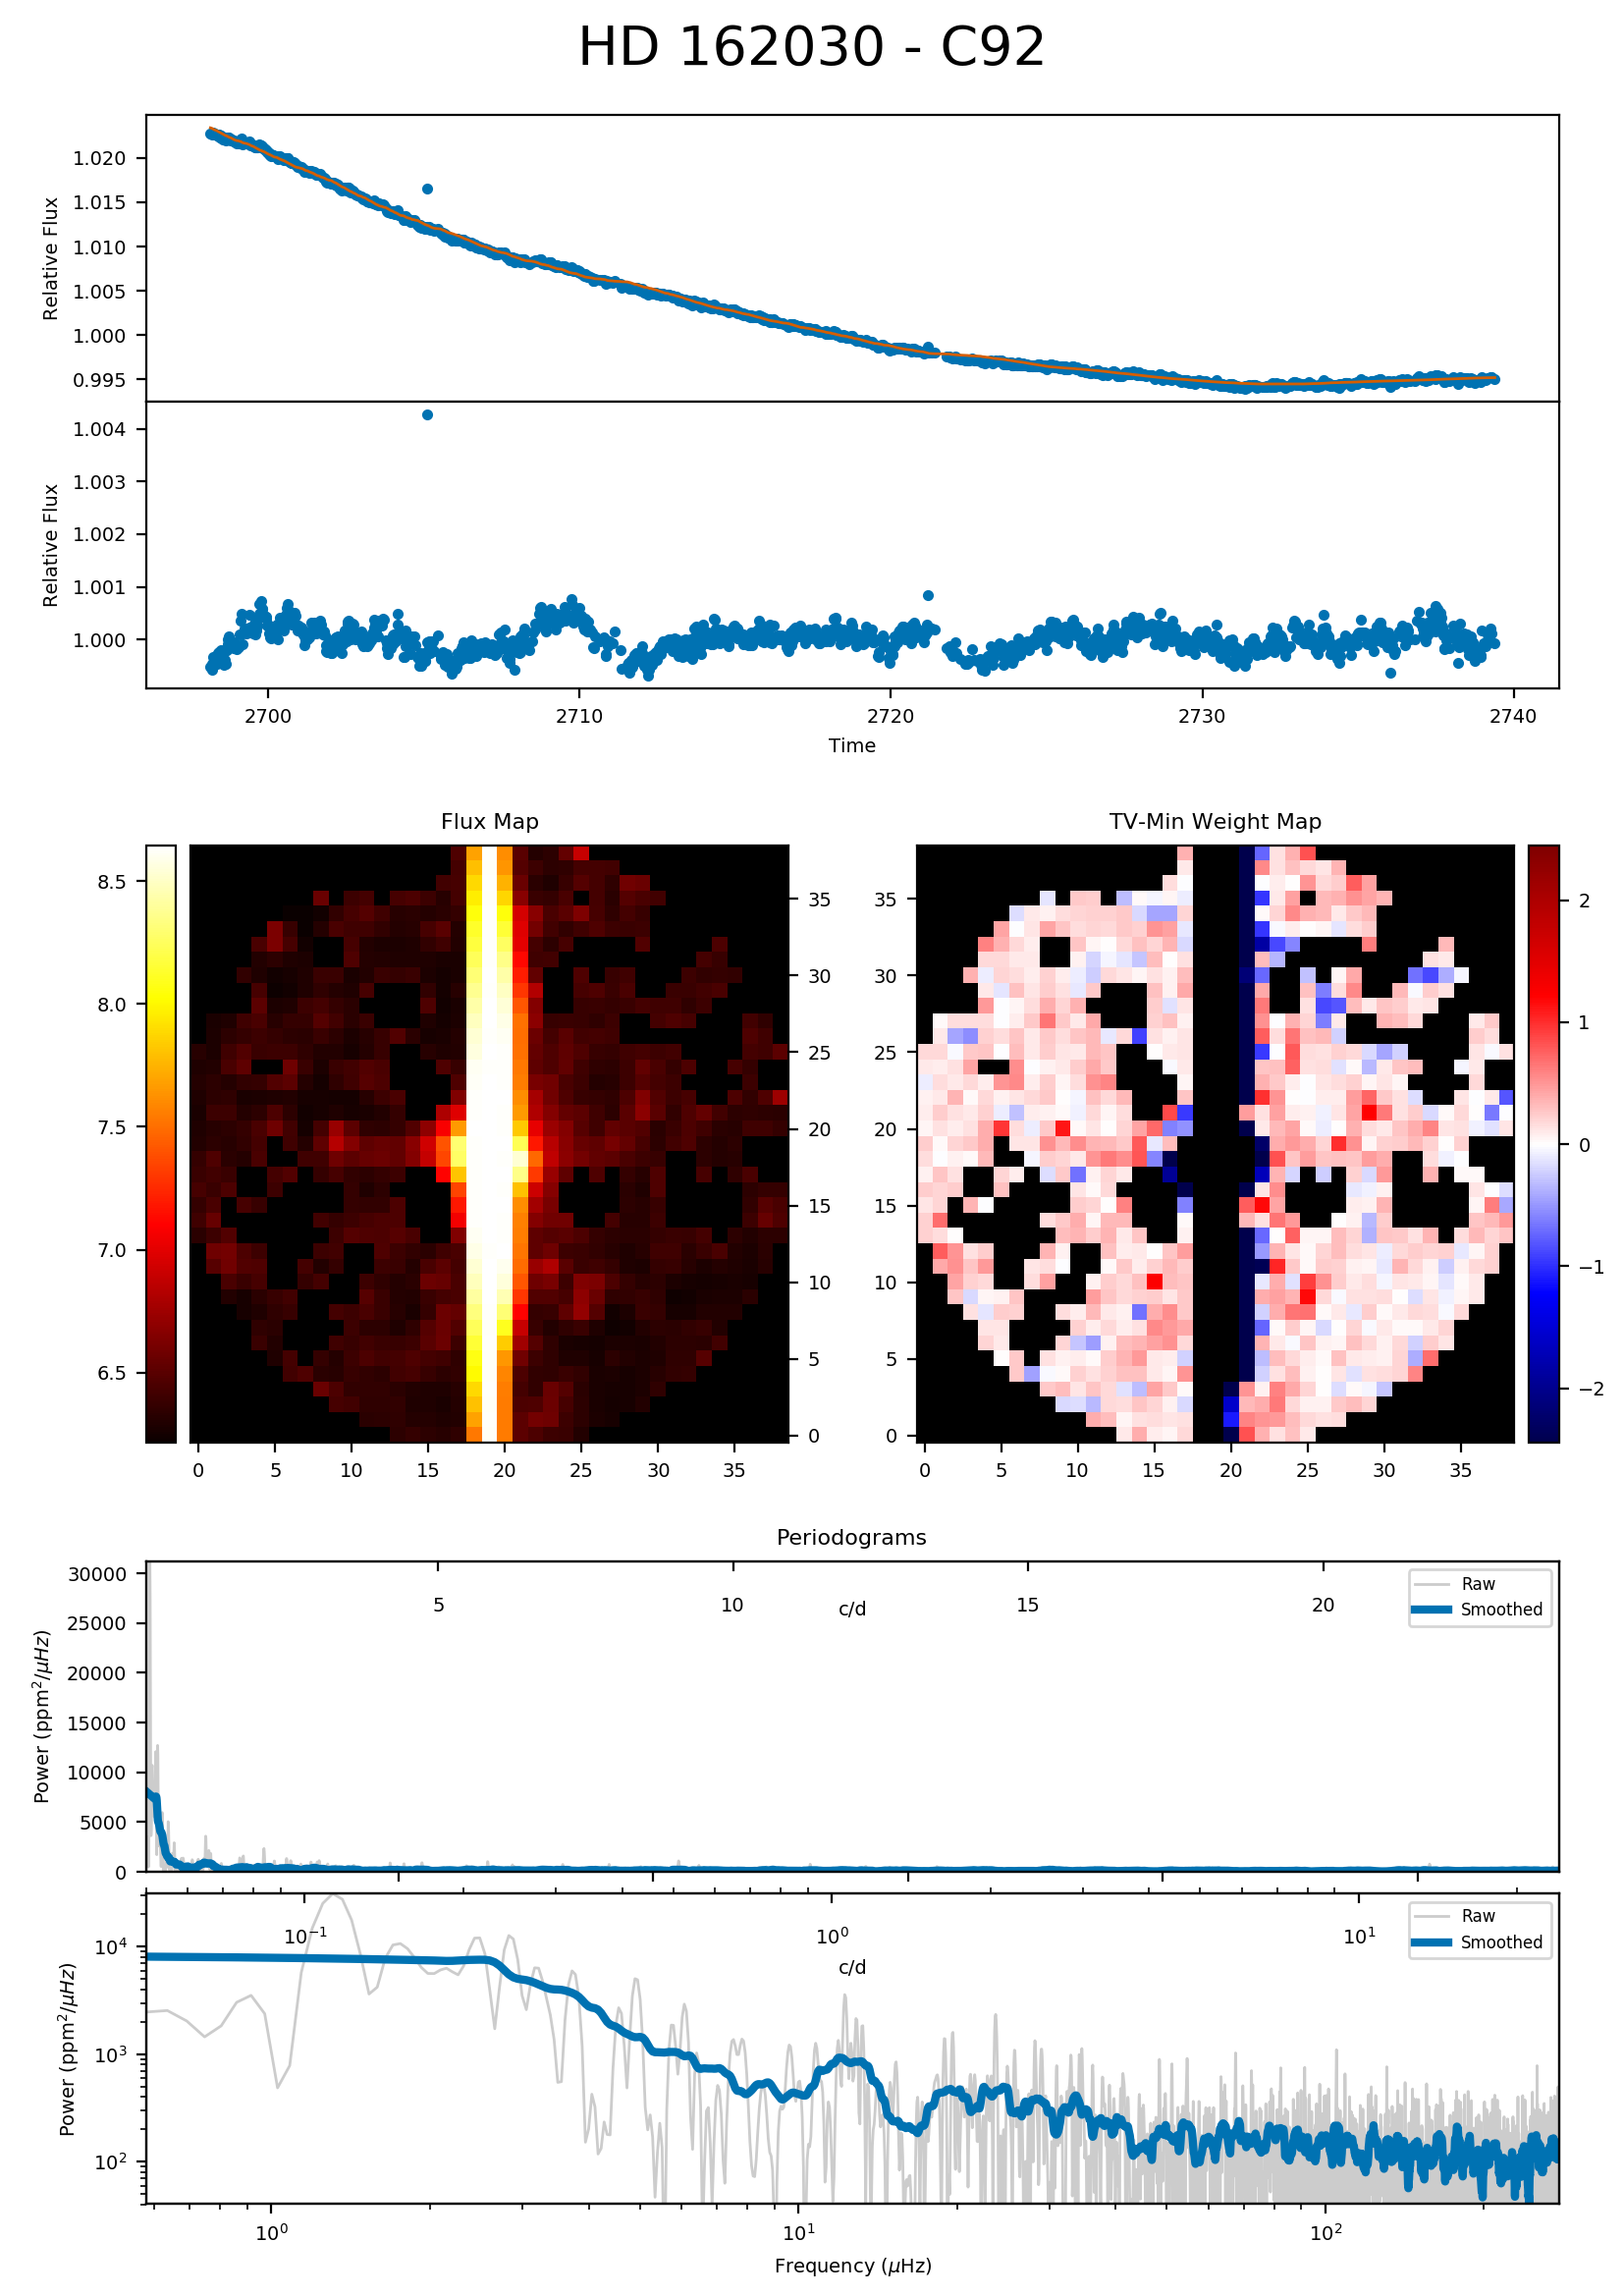 HD 162030 - C92
1.020
1.015
1.010
1.005
1.000
0.995
Relative Flux
1.004
1.003
1.002
1.001
1.000
Relative Flux
2700 2710 2720 2730 2740
Time
Flux Map
8.5
8.0
7.5
7.0
6.5
35
30
25
20
15
10
5
0
0 5 10 15 20 25 30 35
TV-Min Weight Map
35
30
25
20
15
10
5
0
0 5 10 15 20 25 30 35
2
1
0
−1
−2
Periodograms
30000
25000
20000
15000
10000
5000
0
Power (ppm²/μHz)
5 10 15 20
c/d
Raw
Smoothed
10⁻¹ 10⁰ 10¹
c/d
Raw
Smoothed
10⁴
10³
10²
Power (ppm²/μHz)
10⁰ 10¹ 10²
Frequency (μHz)